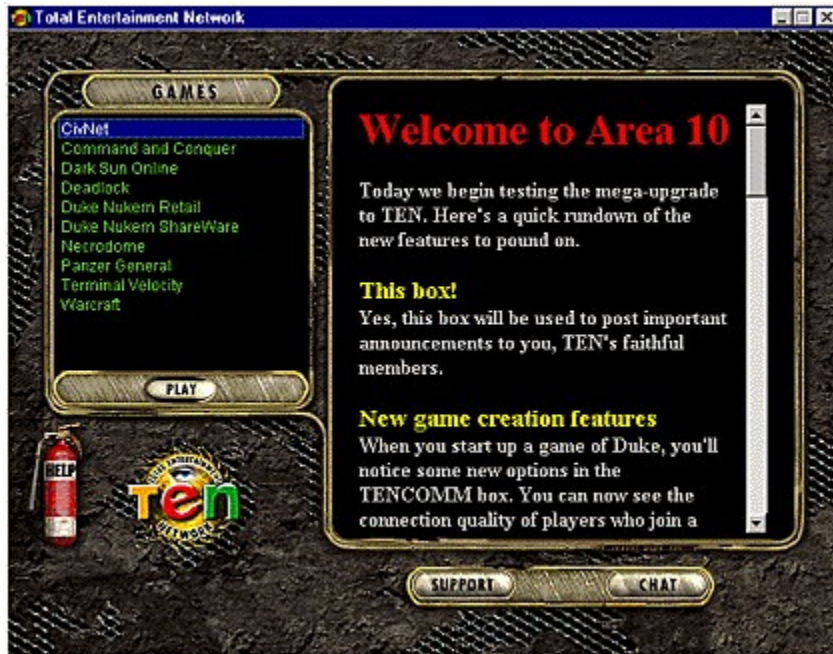 Total Entertainment Network
GAMES
CivNet
Command and Conquer
Dark Sun Online
Deadlock
Duke Nukem Retail
Duke Nukem ShareWare
Necrodome
Panzer General
Terminal Velocity
Warcraft
PLAY
HELP
TOTAL ENTERTAINMENT
Ten
NETWORK
Welcome to Area 10
Today we begin testing the mega-upgrade
to TEN. Here's a quick rundown of the
new features to pound on.
This box!
Yes, this box will be used to post important
announcements to you, TEN's faithful
members.
New game creation features
When you start up a game of Duke, you'll
notice some new options in the
TENCOMM box. You can now see the
connection quality of players who join a
SUPPORT
CHAT